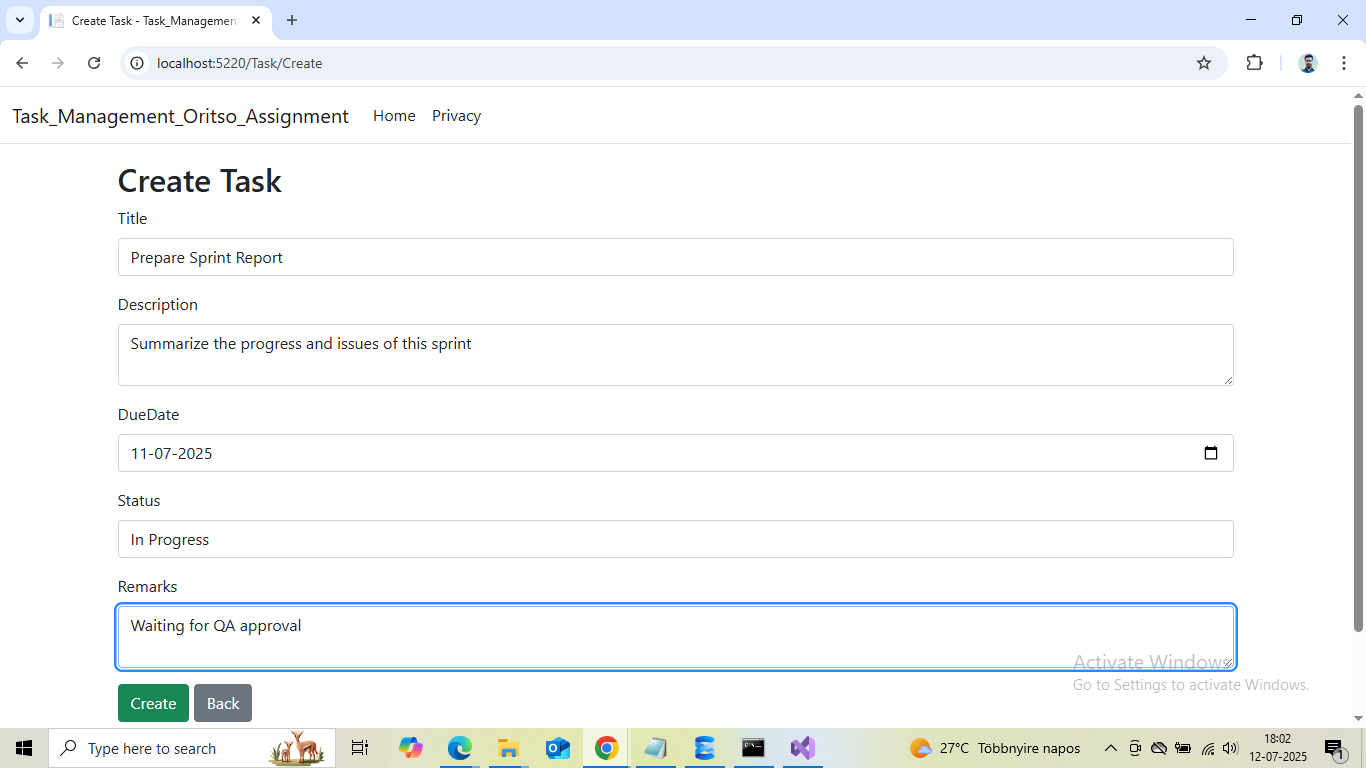 Create Task - Task_Management
localhost:5220/Task/Create
Task_Management_Oritso_Assignment Home Privacy
Create Task
Title
Prepare Sprint Report
Description
Summarize the progress and issues of this sprint
DueDate
11-07-2025
Status
In Progress
Remarks
Waiting for QA approval
Activate Windows
Go to Settings to activate Windows.
Create Back
Type here to search 27°C Többnyire napos 18:02
12-07-2025
1